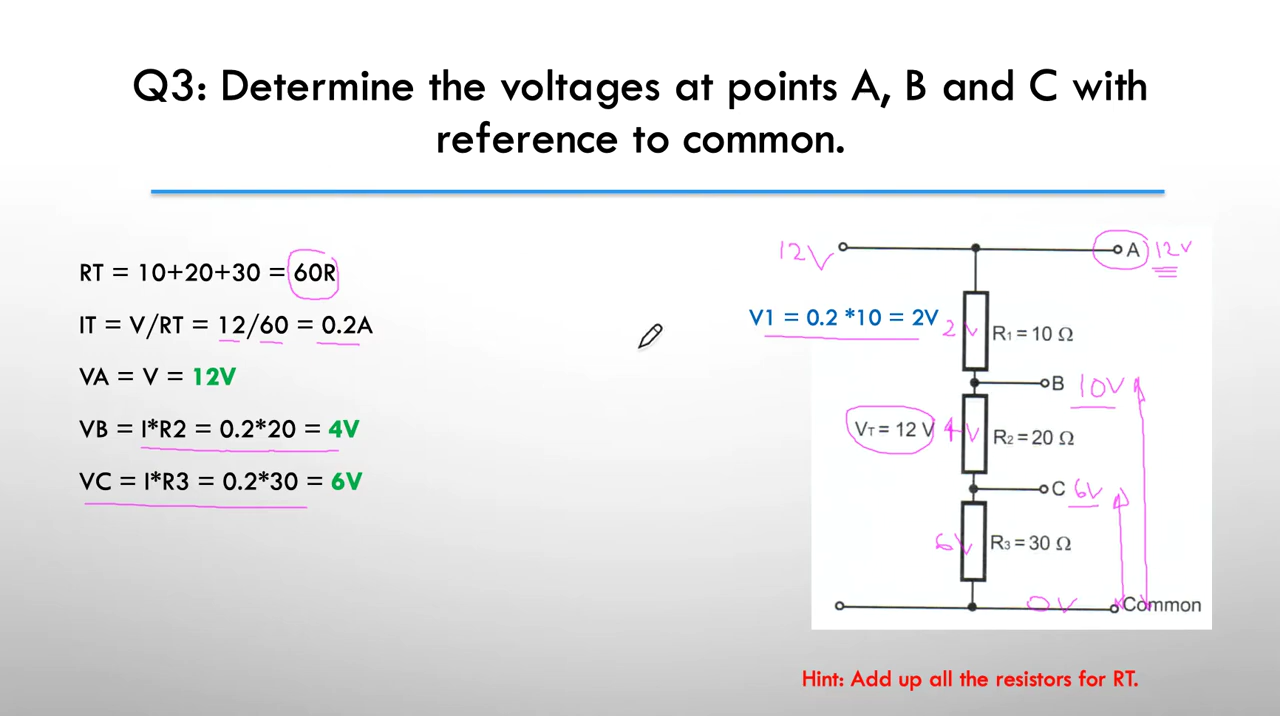 Q3: Determine the voltages at points A, B and C with
reference to common.
RT = 10+20+30 = 60R
IT = V/RT = 12/60 = 0.2A
VA = V = 12V
VB = I*R2 = 0.2*20 = 4V
VC = I*R3 = 0.2*30 = 6V
12V
A 12V
V1 = 0.2 *10 = 2V
2V
R1 = 10 Ω
B 10V
VT = 12 V
4V
R2 = 20 Ω
C 6V
6V
R3 = 30 Ω
0V
Common
Hint: Add up all the resistors for RT.